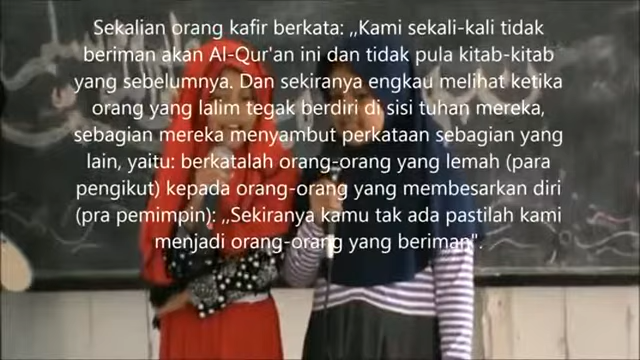 Sekalian orang kafir berkata: ,,Kami sekali-kali tidak
beriman akan Al-Qur'an ini dan tidak pula kitab-kitab
yang sebelumnya. Dan sekiranya engkau melihat ketika
orang yang lalim tegak berdiri di sisi tuhan mereka,
sebagian mereka menyambut perkataan sebagian yang
lain, yaitu: berkatalah orang-orang yang lemah (para
pengikut) kepada orang-orang yang membesarkan diri
(pra pemimpin): ,,Sekiranya kamu tak ada pastilah kami
menjadi orang-orang yang beriman".